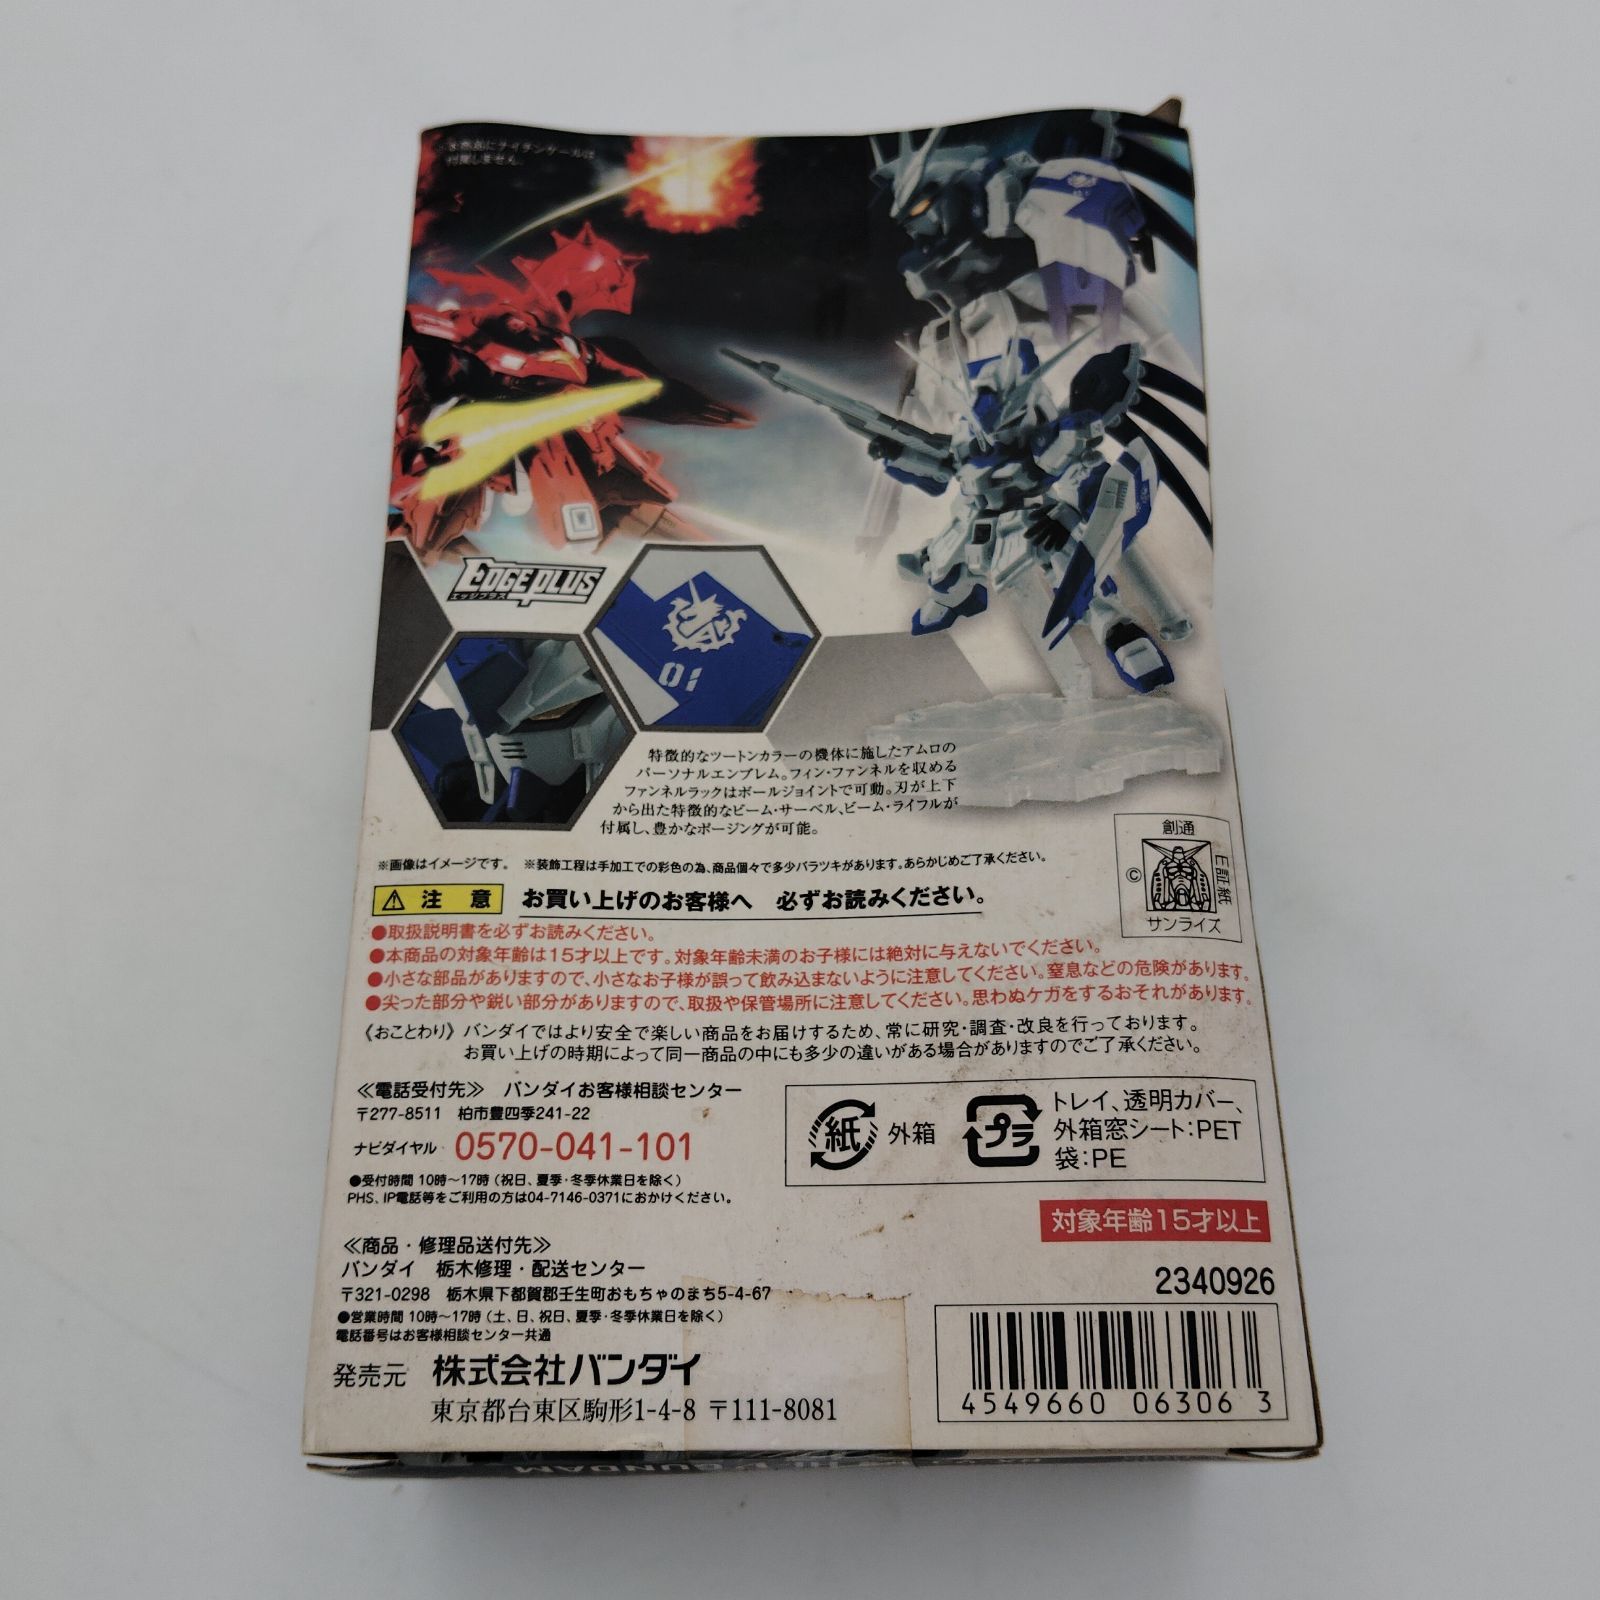 ※本商品にナイチンゲールは
付属しません。
EDGE PLUS
エッジプラス
01
特徴的なツートンカラーの機体に施したアムロの
パーソナルエンブレム。フィン・ファンネルを収める
ファンネルラックはボールジョイントで可動。刃が上下
から出た特徴的なビーム・サーベル、ビーム・ライフルが
付属し、豊かなポージングが可能。
※画像はイメージです。 ※装飾工程は手加工での彩色の為、商品個々で多少バラツキがあります。あらかじめご了承ください。
創通
©
E証紙
サンライズ
注意 お買い上げのお客様へ 必ずお読みください。
●取扱説明書を必ずお読みください。
●本商品の対象年齢は15才以上です。対象年齢未満のお子様には絶対に与えないでください。
●小さな部品がありますので、小さなお子様が誤って飲み込まないように注意してください。窒息などの危険があります。
●尖った部分や鋭い部分がありますので、取扱や保管場所に注意してください。思わぬケガをするおそれがあります。
《おことわり》バンダイではより安全で楽しい商品をお届けするため、常に研究・調査・改良を行っております。
お買い上げの時期によって同一商品の中にも多少の違いがある場合がありますのでご了承ください。
≪電話受付先≫ バンダイお客様相談センター
〒277-8511 柏市豊四季241-22
ナビダイヤル 0570-041-101
●受付時間 10時〜17時(祝日、夏季・冬季休業日を除く)
PHS、IP電話等をご利用の方は04-7146-0371におかけください。
紙 外箱
プラ トレイ、透明カバー、
外箱窓シート:PET
袋:PE
対象年齢15才以上
≪商品・修理品送付先≫
バンダイ 栃木修理・配送センター
〒321-0298 栃木県下都賀郡壬生町おもちゃのまち5-4-67
●営業時間 10時〜17時(土、日、祝日、夏季・冬季休業日を除く)
電話番号はお客様相談センター共通
発売元 株式会社バンダイ
東京都台東区駒形1-4-8 〒111-8081
2340926
4549660 063063
GUNDAM